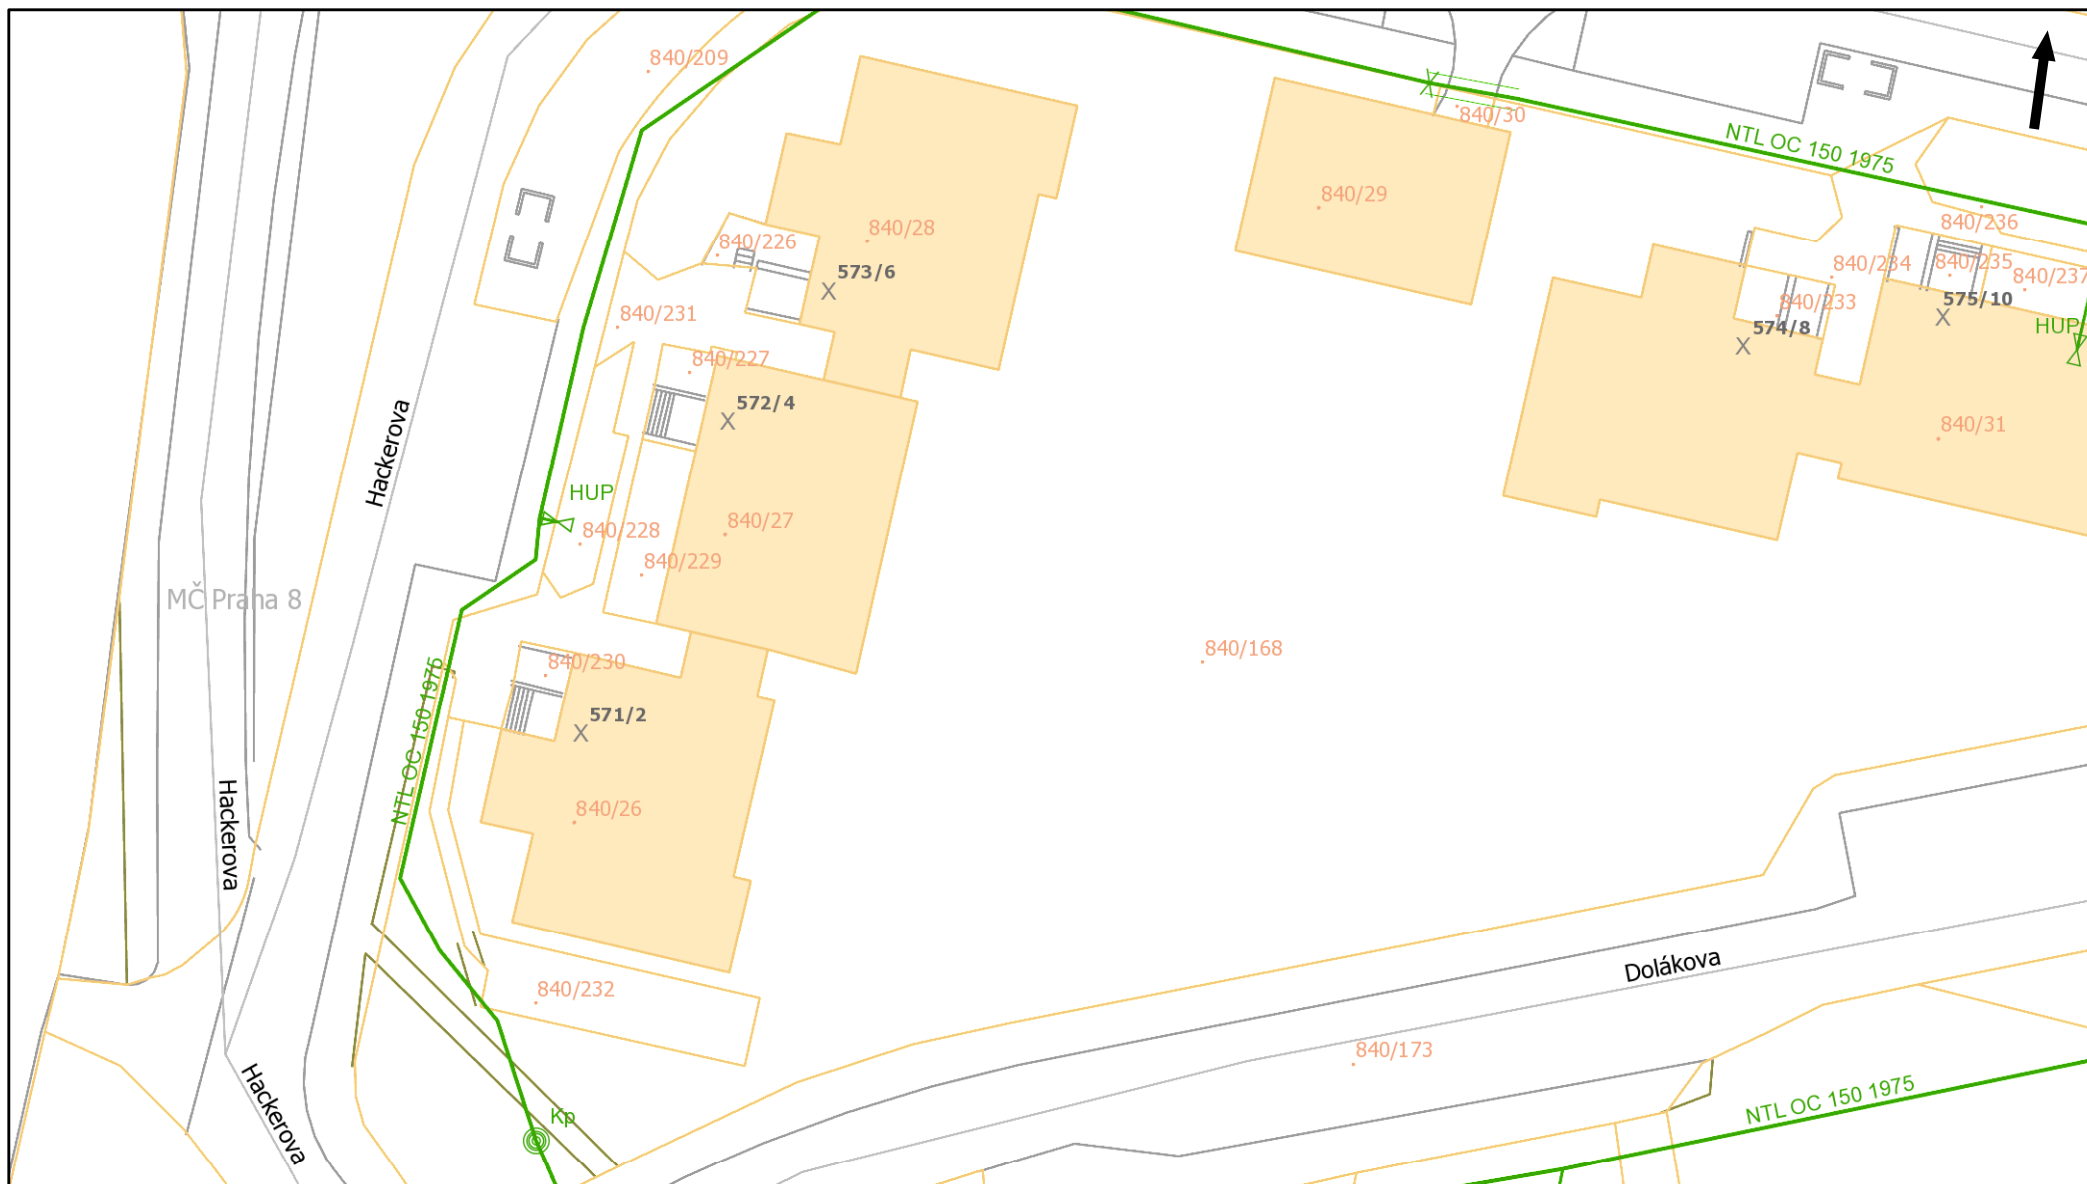 840/209
840/30
NTL OC 150 1975
840/29
840/28
840/226
573/6
840/236
840/234
840/235
840/237
840/233
575/10
574/8
HUP
840/231
840/227
572/4
Hackerova
840/31
HUP
840/228
840/27
840/229
MČ Praha 8
840/168
840/230
571/2
NTL OC 150 1975
Hackerova
840/26
Dolákova
840/232
840/173
Hackerova
Kp
NTL OC 150 1975